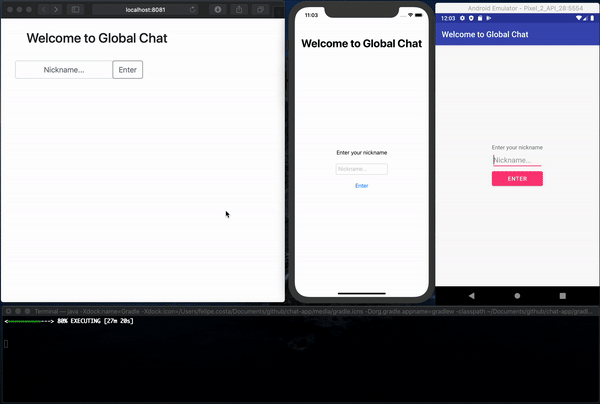 localhost:8081
Welcome to Global Chat
Nickname...
Enter
11:03
Welcome to Global Chat
Enter your nickname
Nickname...
Enter
Android Emulator - Pixel_2_API_28:5554
12:03
Welcome to Global Chat
Enter your nickname
Nickname...
ENTER
Terminal — java -Xdock:name=Gradle -Xdock:icon=/Users/felipe.costa/Documents/github/chat-app/media/gradle.icns -Dorg.gradle.appname=gradlew -classpath ~/Documents/github/chat-app/gradl...
<============---> 80% EXECUTING [27m 20s]